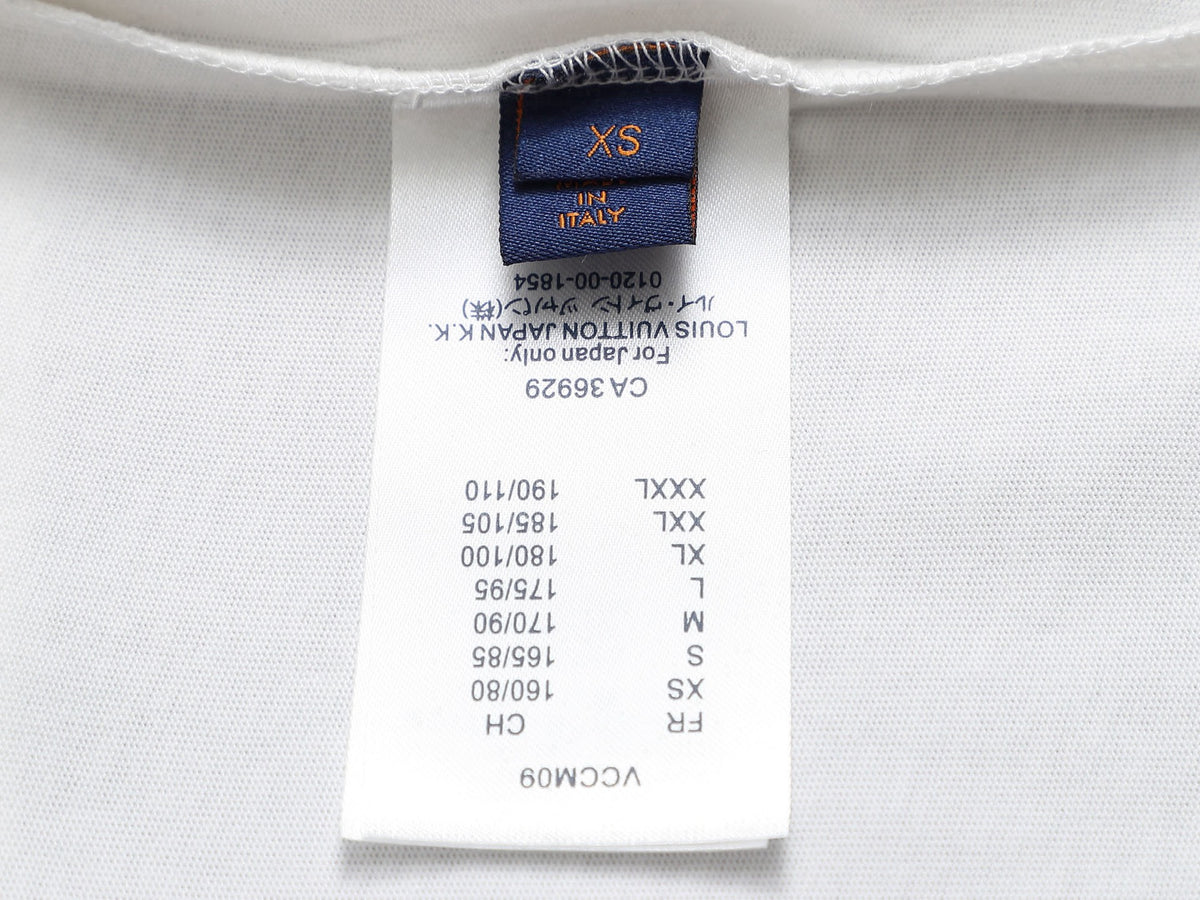 XS
MADE
IN
ITALY
VCCM09
FR CH
XS 160/80
S 165/85
M 170/90
L 175/95
XL 180/100
XXL 185/105
XXXL 190/110
CA 36929
For Japan only:
LOUIS VUITTON JAPAN K.K.
ルイ・ヴィトン ジャパン(株)
0120-00-1854